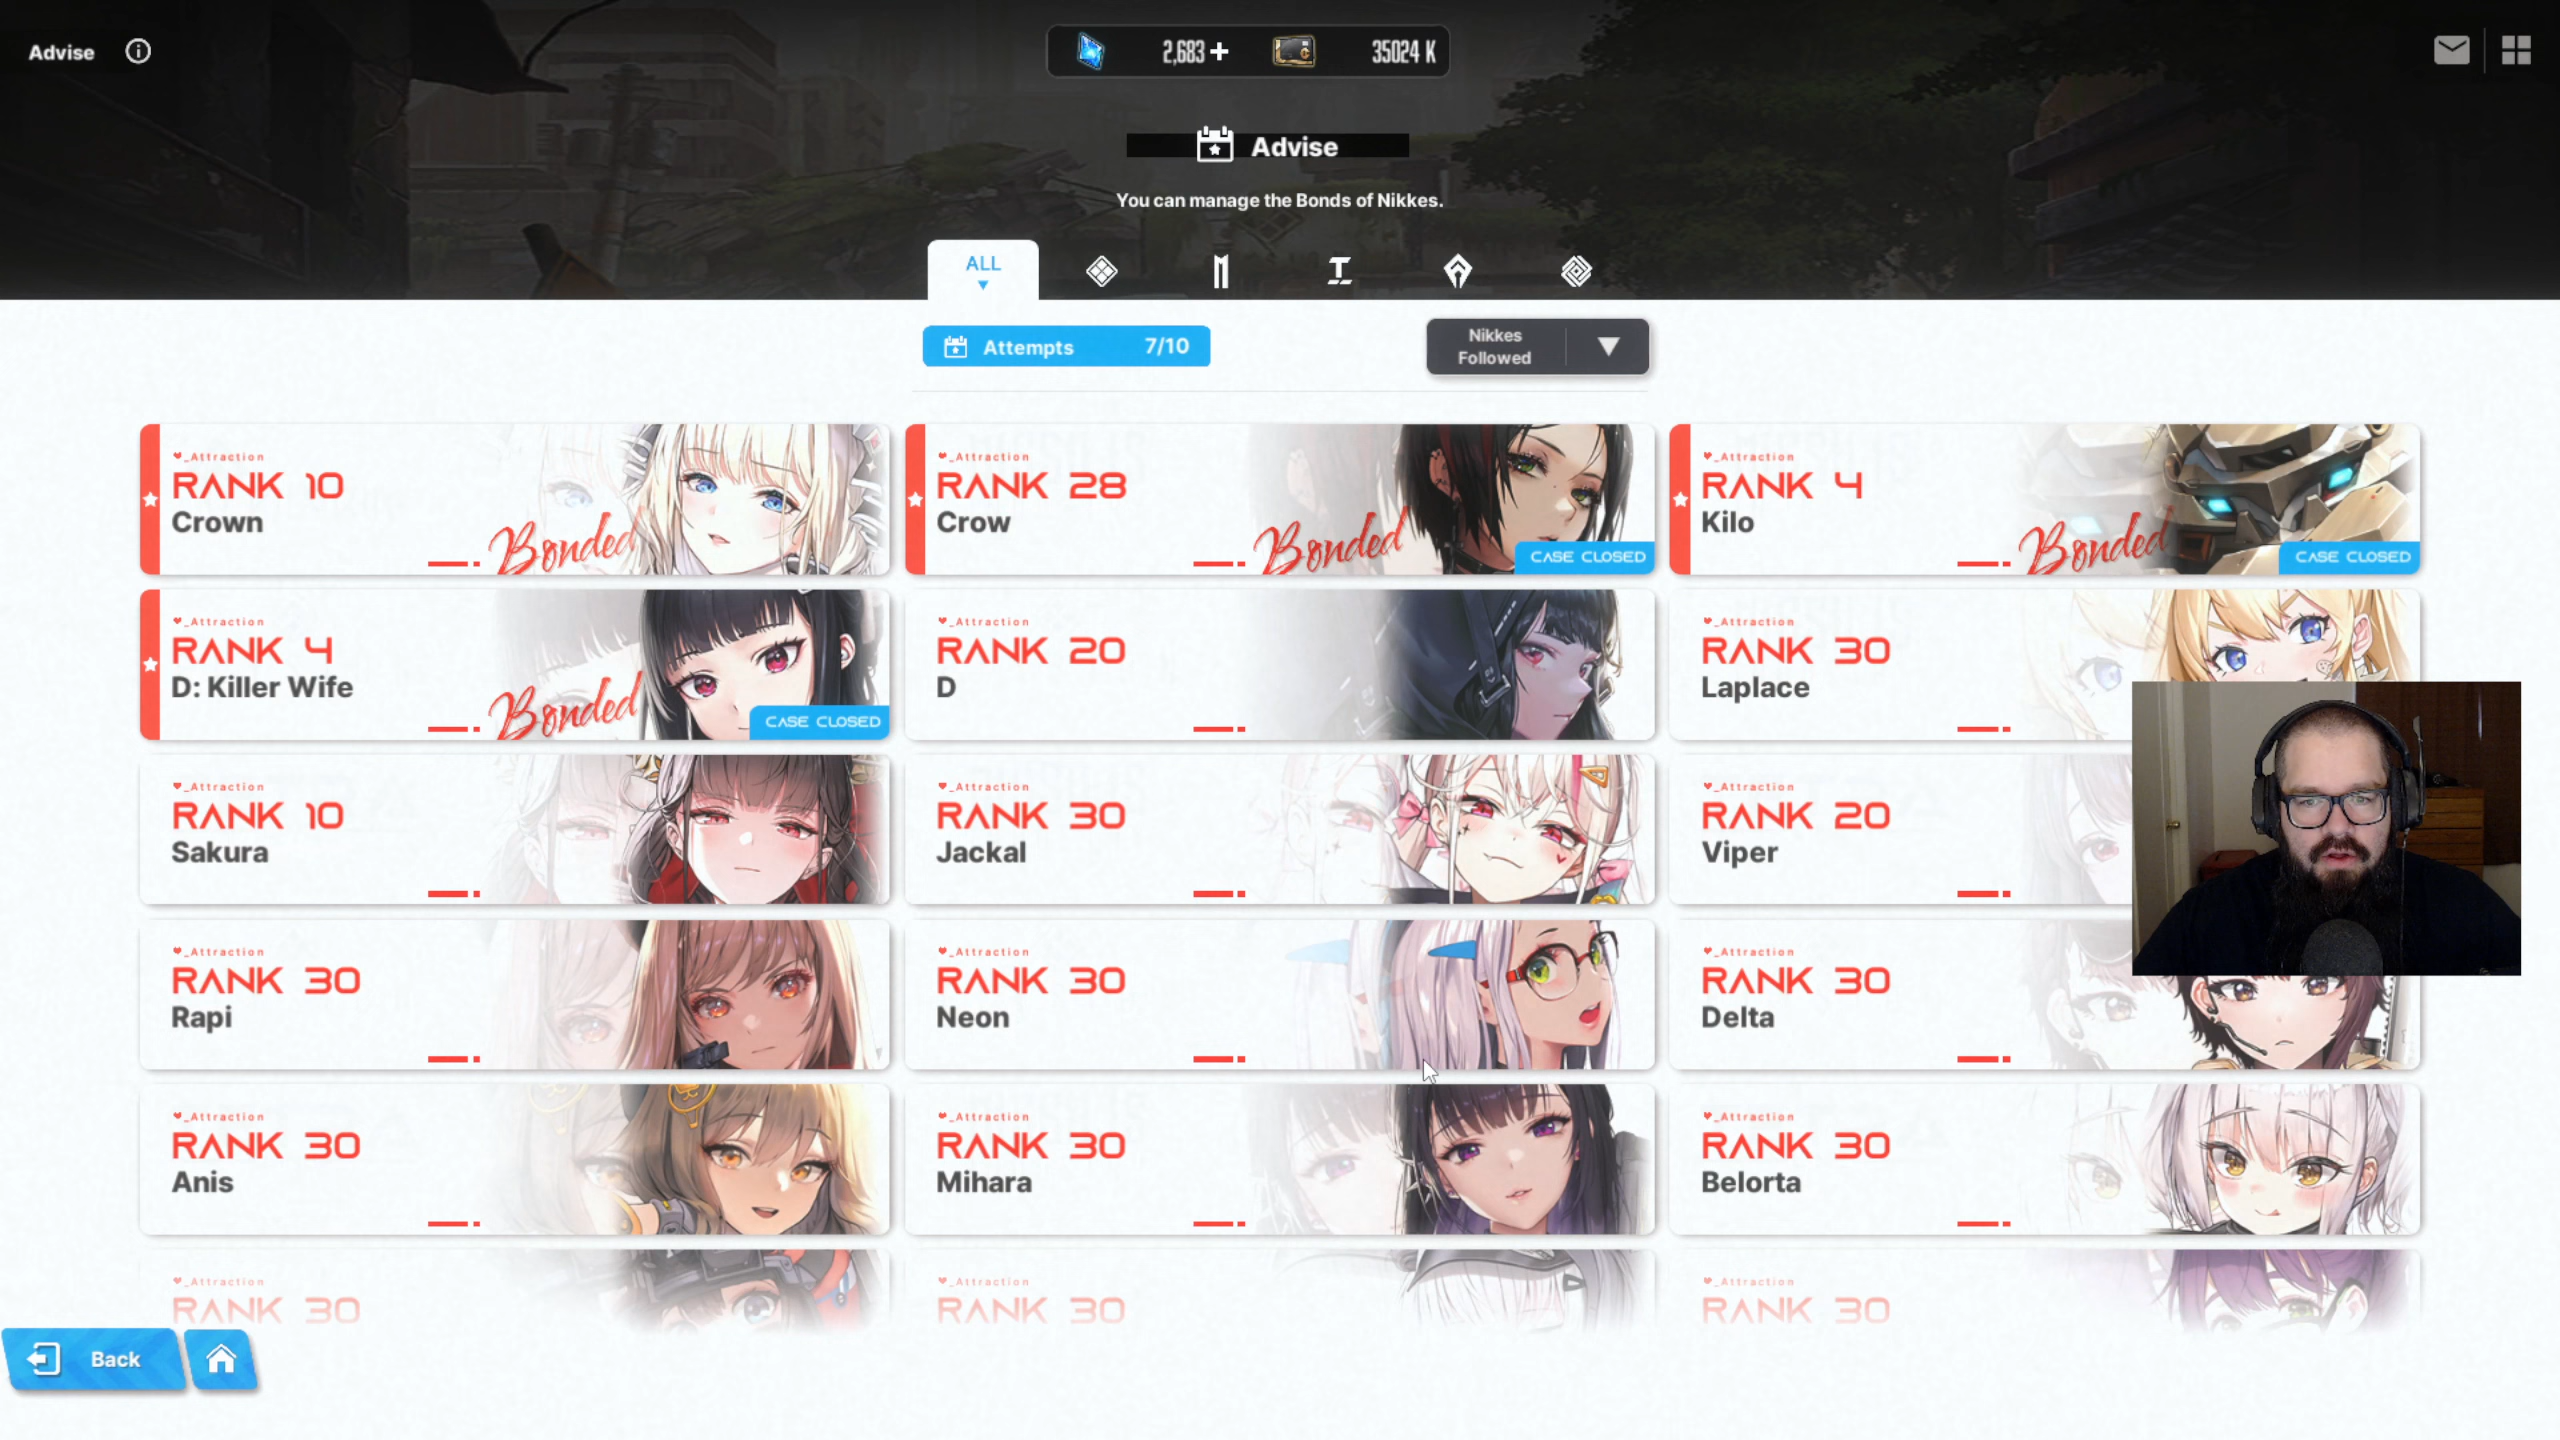 Advise
2,683
35024 K
Advise
You can manage the Bonds of Nikkes.
ALL
Attempts 7/10
Nikkes
Followed
Attraction
RANK 10
Crown
Bonded
Attraction
RANK 28
Crow
Bonded
CASE CLOSED
Attraction
RANK 4
Kilo
Bonded
CASE CLOSED
Attraction
RANK 4
D: Killer Wife
Bonded
CASE CLOSED
Attraction
RANK 20
D
Attraction
RANK 30
Laplace
Attraction
RANK 10
Sakura
Attraction
RANK 30
Jackal
Attraction
RANK 20
Viper
Attraction
RANK 30
Rapi
Attraction
RANK 30
Neon
Attraction
RANK 30
Delta
Attraction
RANK 30
Anis
Attraction
RANK 30
Mihara
Attraction
RANK 30
Belorta
Attraction
RANK 30
Attraction
RANK 30
Attraction
RANK 30
Back